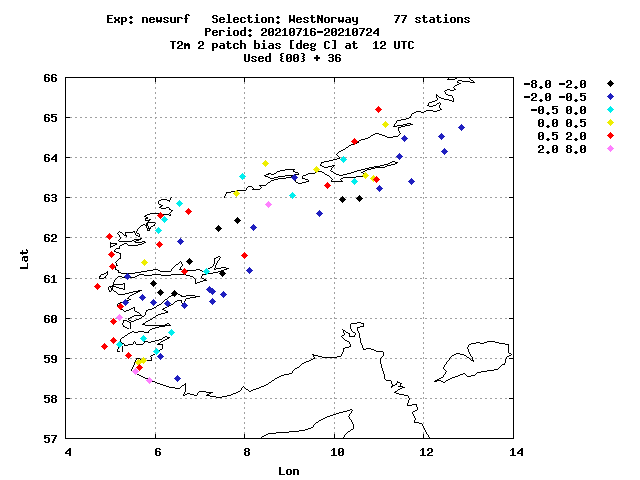 Exp: newsurf   Selection: WestNorway     77 stations
Period: 20210716-20210724
T2m 2 patch bias [deg C] at  12 UTC
Used {00} + 36
-8.0 -2.0
-2.0 -0.5
-0.5 0.0
0.0 0.5
0.5 2.0
2.0 8.0
66
65
64
63
62
61
60
59
58
57
Lat
4 6 8 10 12 14
Lon